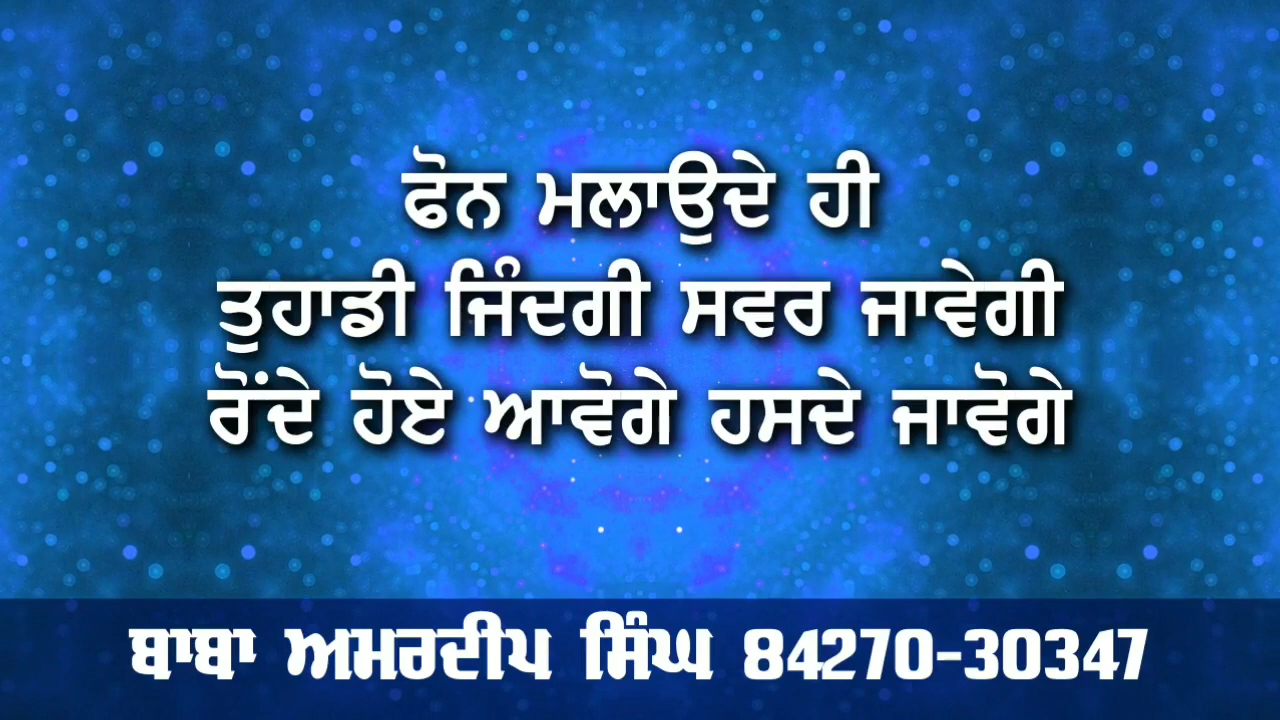 ਫੋਨ ਮਲਾਉਦੇ ਹੀ
ਤੁਹਾਡੀ ਜਿੰਦਗੀ ਸਵਰ ਜਾਵੇਗੀ
ਰੋਂਦੇ ਹੋਏ ਆਵੋਗੇ ਹਸਦੇ ਜਾਵੋਗੇ
ਬਾਬਾ ਅਮਰਦੀਪ ਸਿੰਘ 84270-30347